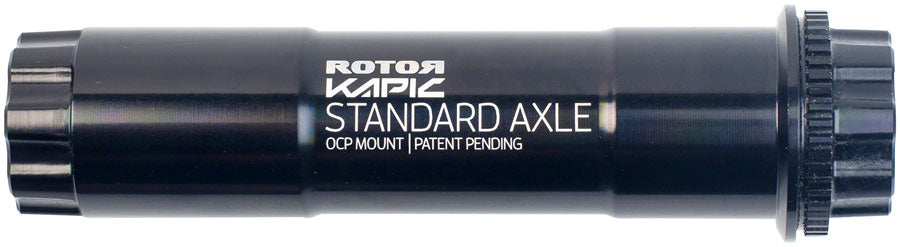 ROTOR
KAPIC
STANDARD AXLE
OCP MOUNT | PATENT PENDING